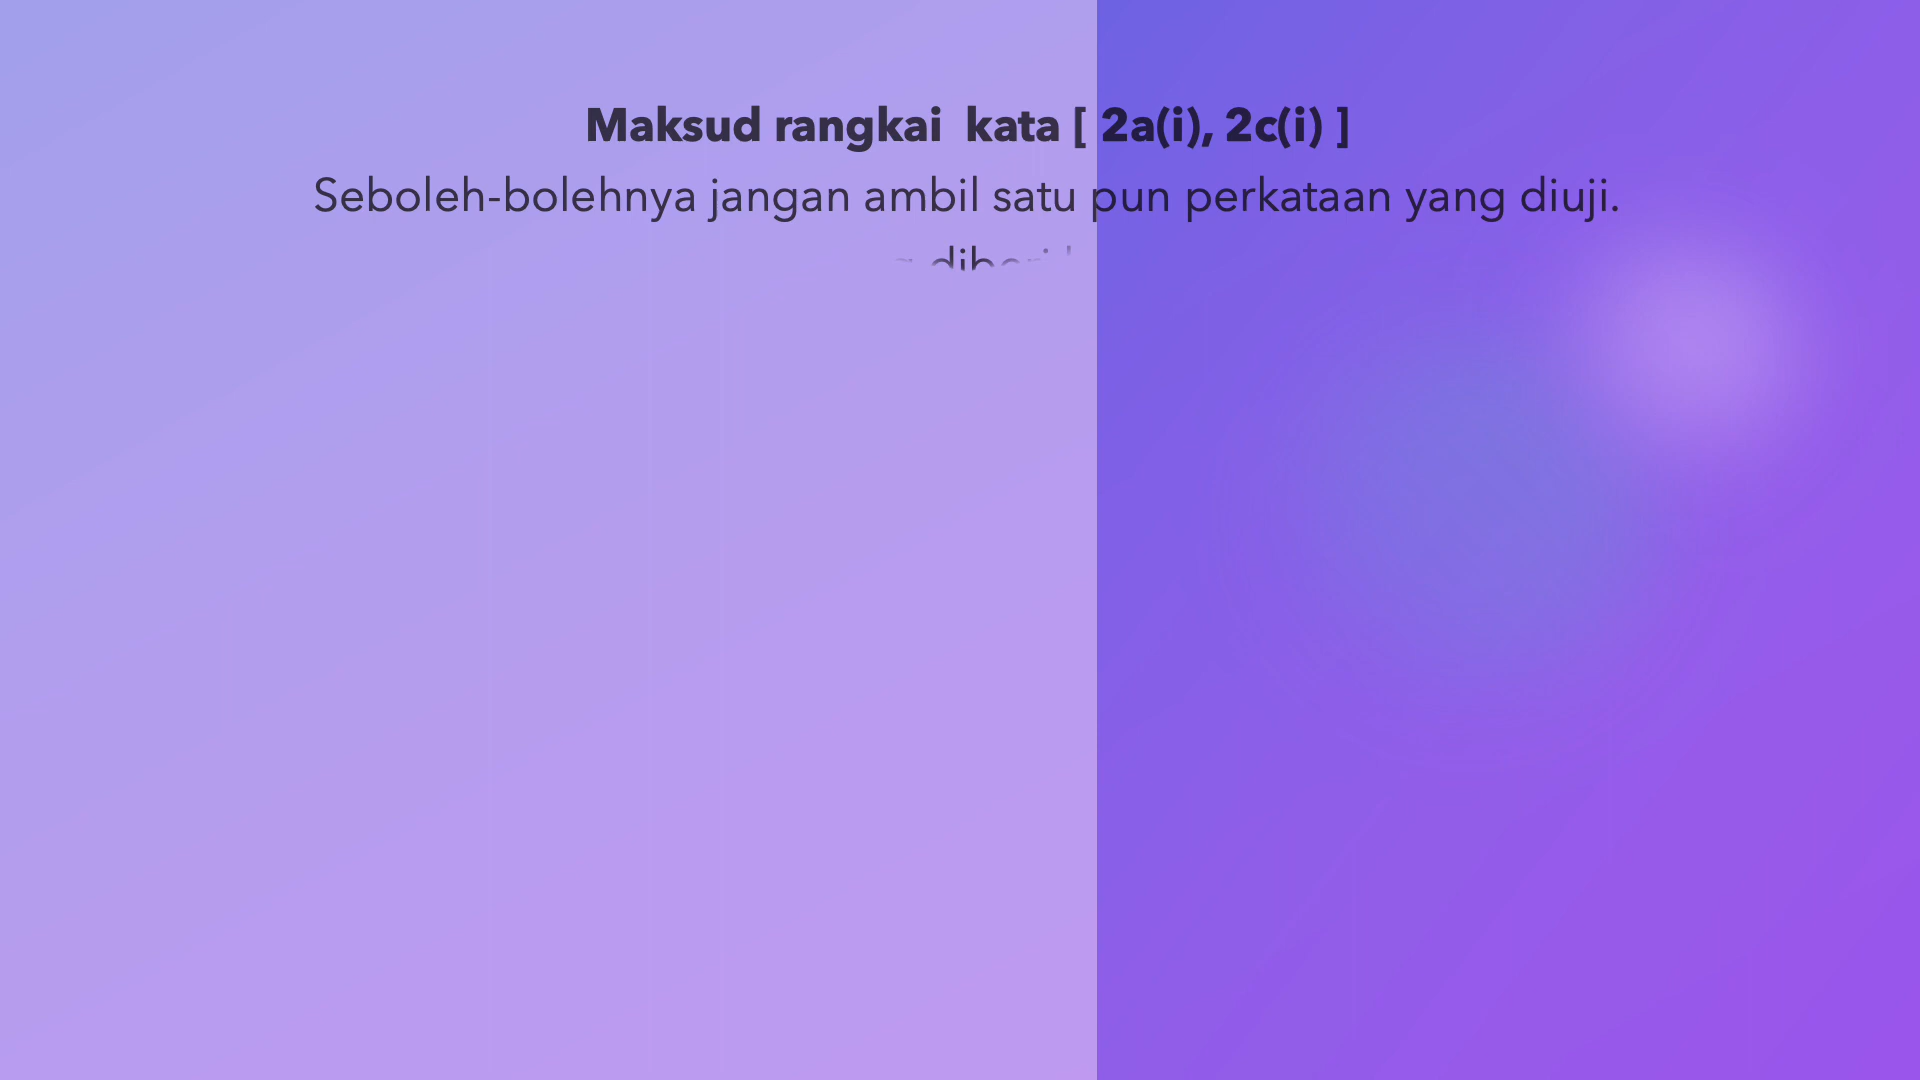 Maksud rangkai  kata [ 2a(i), 2c(i) ]
Seboleh-bolehnya jangan ambil satu pun perkataan yang diuji.